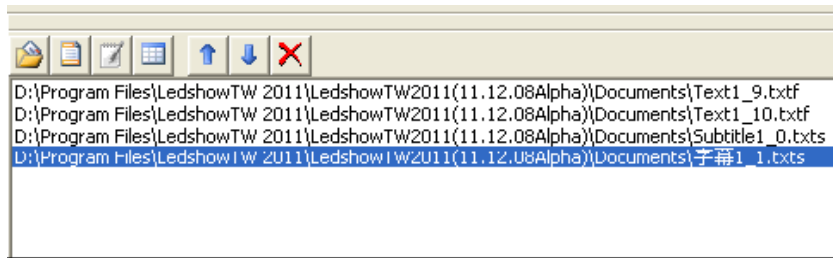 D:\Program Files\LedshowTW 2011\LedshowTW2011(11.12.08Alpha)\Documents\Text1_9.txtf
D:\Program Files\LedshowTW 2011\LedshowTW2011(11.12.08Alpha)\Documents\Text1_10.txtf
D:\Program Files\LedshowTW 2011\LedshowTW2011(11.12.08Alpha)\Documents\Subtitle1_0.txts
D:\Program Files\LedshowTW 2011\LedshowTW2011(11.12.08Alpha)\Documents\字幕1_1.txts